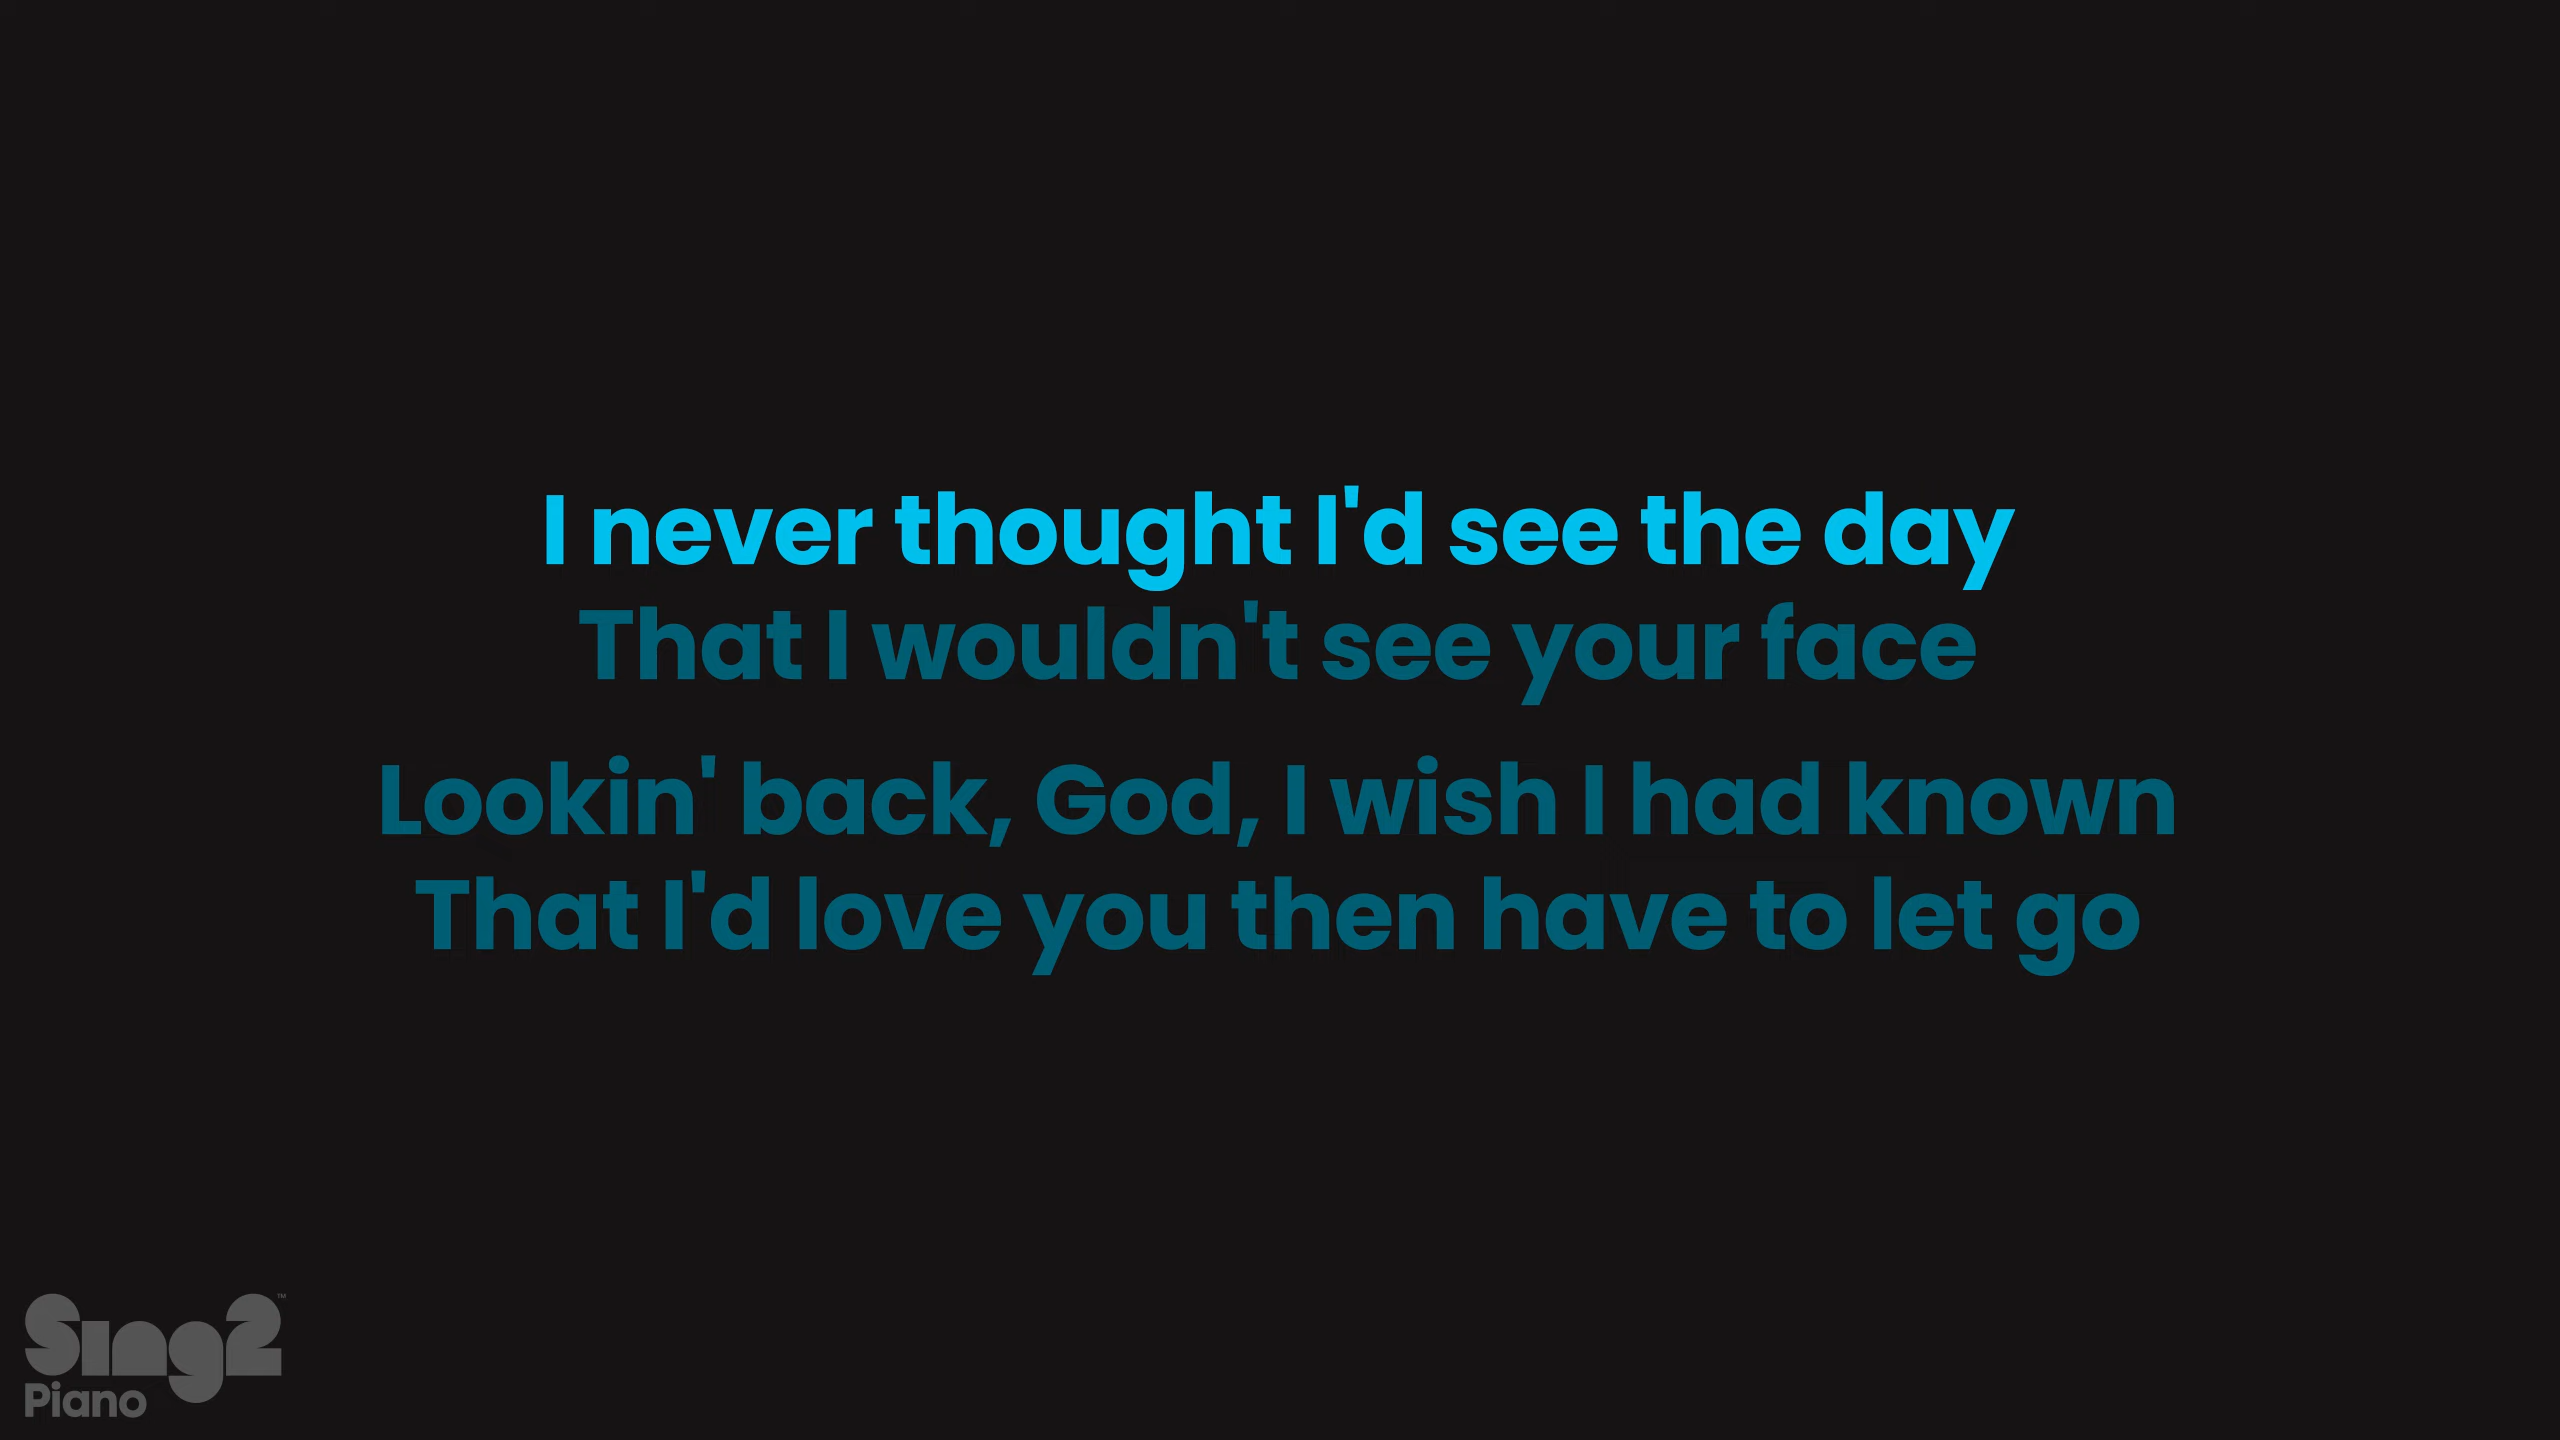 I never thought I'd see the day
That I wouldn't see your face
Lookin' back, God, I wish I had known
That I'd love you then have to let go
Sing2™
Piano